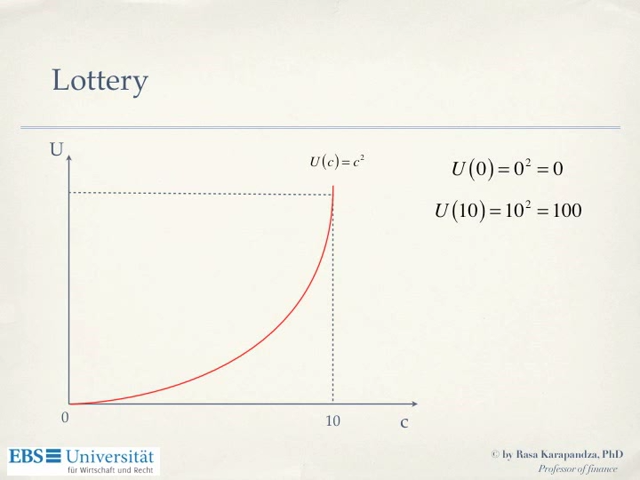 Lottery
U
U(c) = c²
U(0) = 0² = 0
U(10) = 10² = 100
0
10
c
EBS Universität
für Wirtschaft und Recht
© by Rasa Karapandza, PhD
Professor of finance